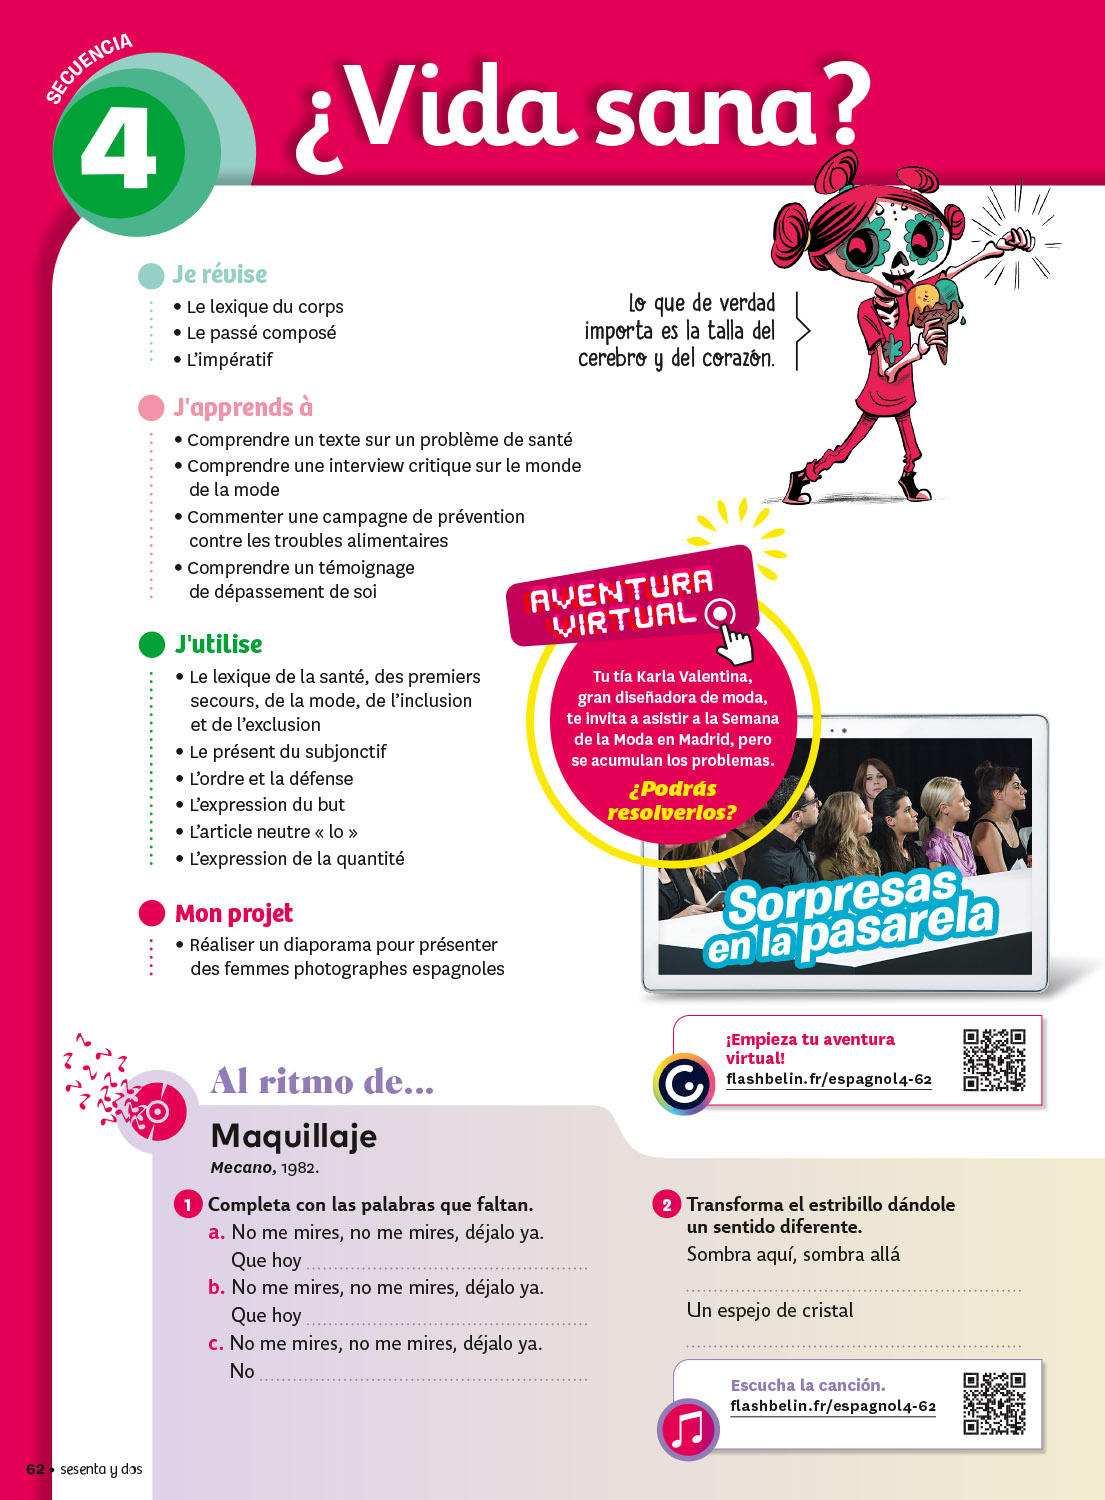 SECUENCIA
4
¿Vida sana?
Je révise
• Le lexique du corps
• Le passé composé
• L'impératif
Lo que de verdad
importa es la talla del
cerebro y del corazón.
J'apprends à
• Comprendre un texte sur un problème de santé
• Comprendre une interview critique sur le monde
de la mode
• Commenter une campagne de prévention
contre les troubles alimentaires
• Comprendre un témoignage
de dépassement de soi
J'utilise
• Le lexique de la santé, des premiers
secours, de la mode, de l'inclusion
et de l'exclusion
• Le présent du subjonctif
• L'ordre et la défense
• L'expression du but
• L'article neutre « lo »
• L'expression de la quantité
Mon projet
• Réaliser un diaporama pour présenter
des femmes photographes espagnoles
AVENTURA
VIRTUAL
Tu tía Karla Valentina,
gran diseñadora de moda,
te invita a asistir a la Semana
de la Moda en Madrid, pero
se acumulan los problemas.
¿Podrás
resolverlos?
Sorpresas
en la pasarela
¡Empieza tu aventura
virtual!
flashbelin.fr/espagnol4-62
Al ritmo de...
Maquillaje
Mecano, 1982.
1 Completa con las palabras que faltan.
a. No me mires, no me mires, déjalo ya.
Que hoy
b. No me mires, no me mires, déjalo ya.
Que hoy
c. No me mires, no me mires, déjalo ya.
No
2 Transforma el estribillo dándole
un sentido diferente.
Sombra aquí, sombra allá
Un espejo de cristal
Escucha la canción.
flashbelin.fr/espagnol4-62
62 • sesenta y dos